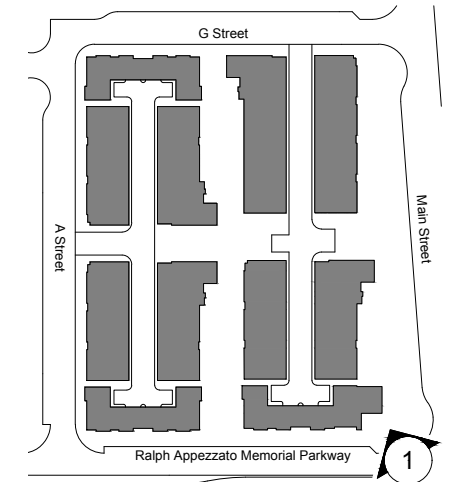 G Street
A Street
Main Street
Ralph Appezzato Memorial Parkway
1